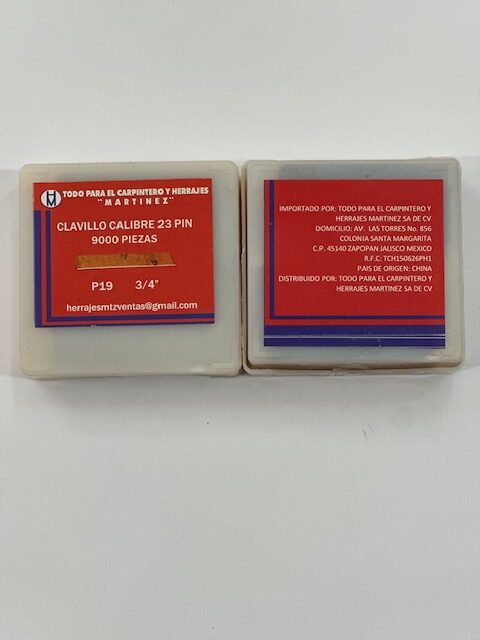 HM
TODO PARA EL CARPINTERO Y HERRAJES
"MARTINEZ"
CLAVILLO CALIBRE 23 PIN
9000 PIEZAS
P19 3/4"
herrajesmtzventas@gmail.com
IMPORTADO POR: TODO PARA EL CARPINTERO Y
HERRAJES MARTINEZ SA DE CV
DOMICILIO: AV. LAS TORRES No. 856
COLONIA SANTA MARGARITA
C.P. 45140 ZAPOPAN JALISCO MEXICO
R.F.C: TCH150626PH1
PAIS DE ORIGEN: CHINA
DISTRIBUIDO POR: TODO PARA EL CARPINTERO Y
HERRAJES MARTINEZ SA DE CV